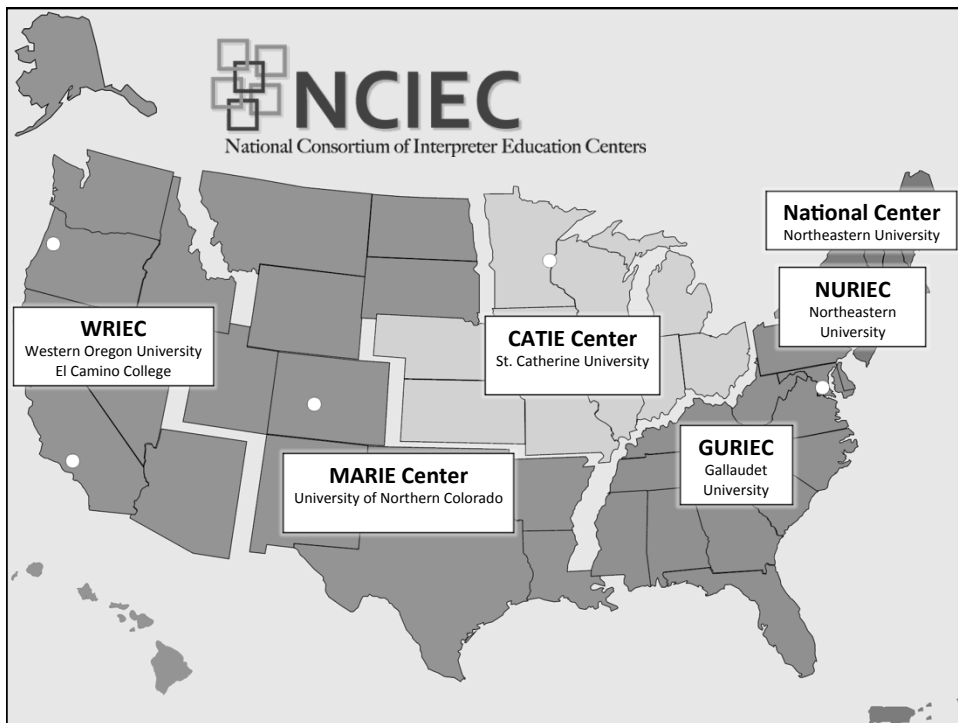 NCIEC
National Consortium of Interpreter Education Centers
National Center
Northeastern University
NURIEC
Northeastern
University
WRIEC
Western Oregon University
El Camino College
CATIE Center
St. Catherine University
GURIEC
Gallaudet
University
MARIE Center
University of Northern Colorado